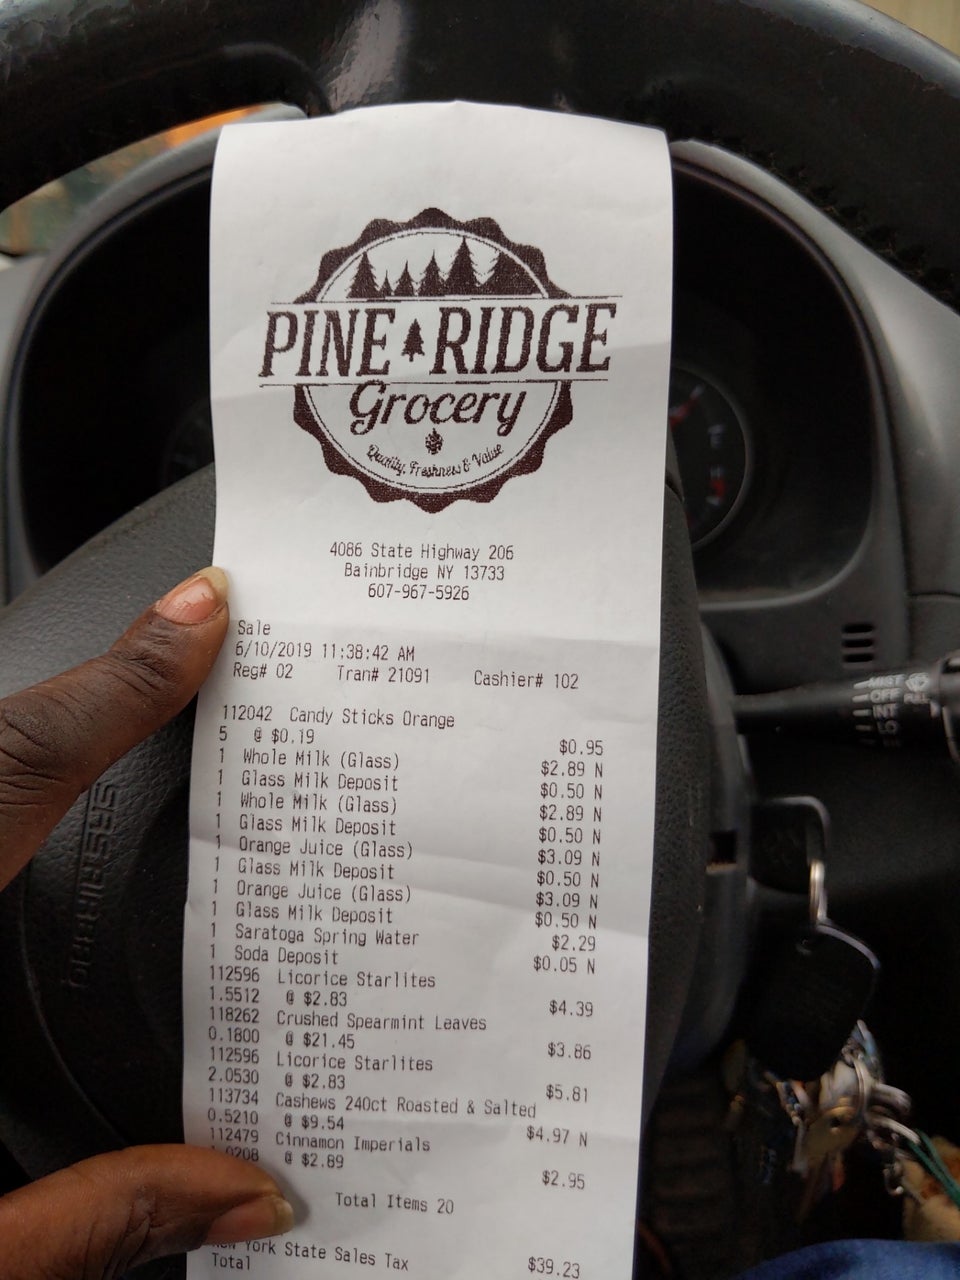 PINE RIDGE
Grocery
Quality, Freshness & Value
4086 State Highway 206
Bainbridge NY 13733
607-967-5926
Sale
6/10/2019 11:38:42 AM
Reg# 02 Tran# 21091 Cashier# 102
112042 Candy Sticks Orange
5 @ $0.19 $0.95
1 Whole Milk (Glass) $2.89 N
1 Glass Milk Deposit $0.50 N
1 Whole Milk (Glass) $2.89 N
1 Glass Milk Deposit $0.50 N
1 Orange Juice (Glass) $3.09 N
1 Glass Milk Deposit $0.50 N
1 Orange Juice (Glass) $3.09 N
1 Glass Milk Deposit $0.50 N
1 Saratoga Spring Water $2.29
1 Soda Deposit $0.05 N
112596 Licorice Starlites
1.5512 @ $2.83 $4.39
118262 Crushed Spearmint Leaves
0.1800 @ $21.45 $3.86
112596 Licorice Starlites
2.0530 @ $2.83 $5.81
113734 Cashews 240ct Roasted & Salted
0.5210 @ $9.54 $4.97 N
112479 Cinnamon Imperials
1.0208 @ $2.89 $2.95
Total Items 20
New York State Sales Tax
Total $39.23
SRS AIRBAG
MIST
OFF
INT